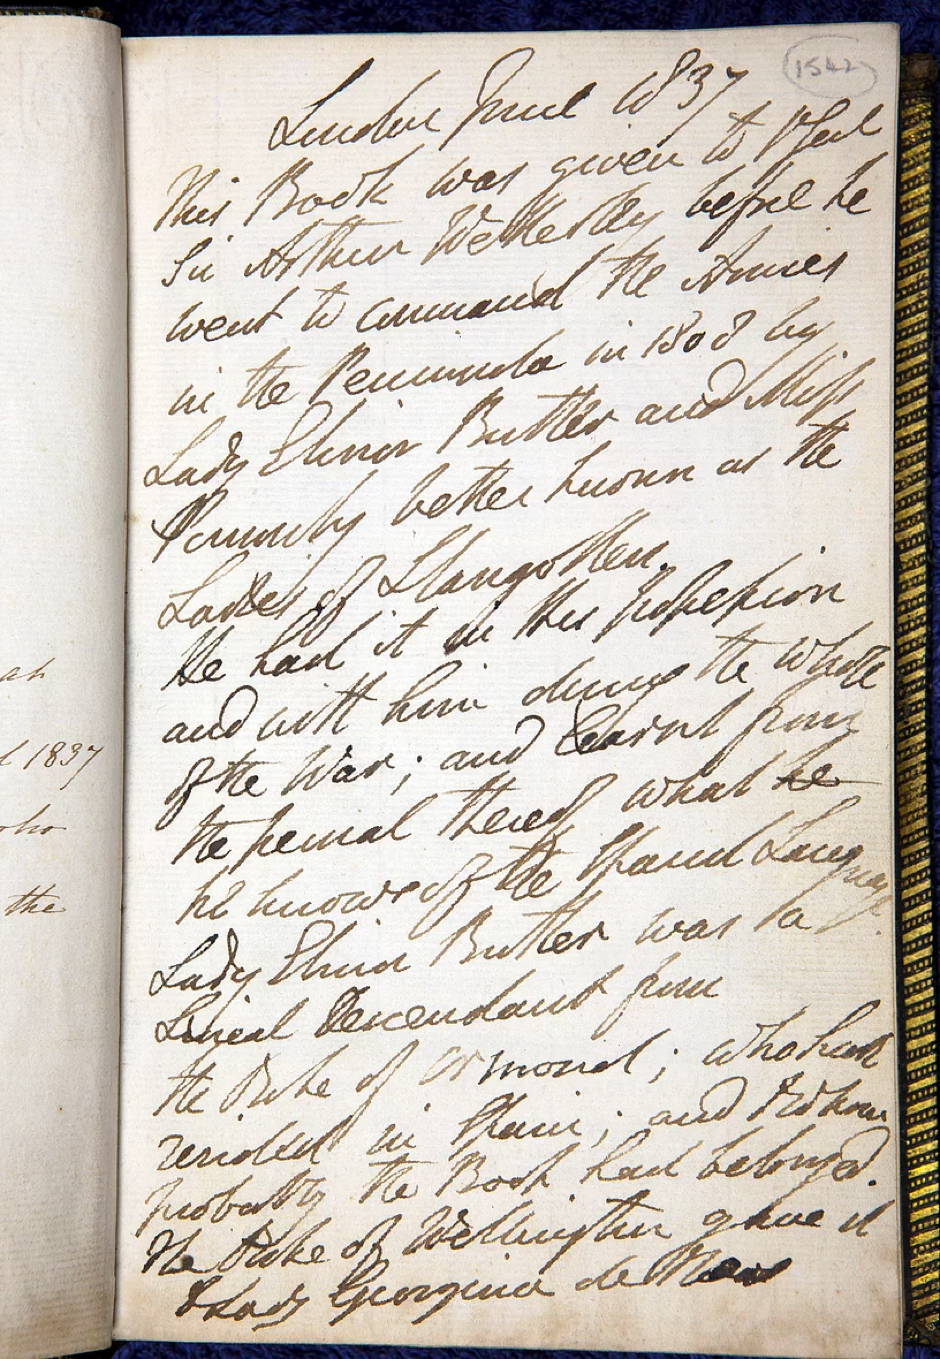 1542
London June 1837
This Book was given to
Sir Arthur Wellesley before he
went to command the Armies
in the Peninsula in 1808 by
Lady Elinor Butler and Miss
Ponsonby better known as the
Ladies of Llangollen.
He had it in his possession
and with him during the whole
of the War; and learnt from
the perusal thereof what he
he knows of the Spanish Language.
Lady Elinor Butler was a
Lineal Descendant from
the Duke of Ormond; who had
resided in Spain; and to whom
probably the Book had belonged.
The Duke of Wellington gave it
to Lady Georgina de Ros
ah
1837
who
the